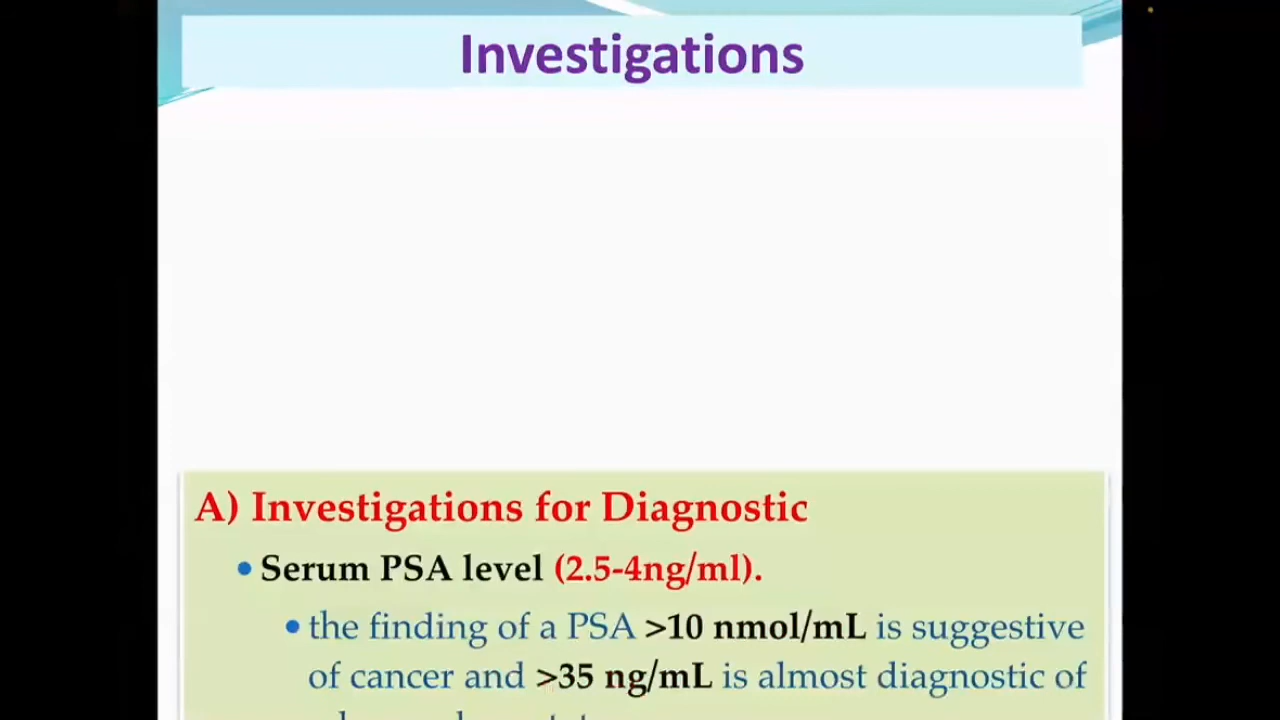 Investigations
A) Investigations for Diagnostic
• Serum PSA level (2.5-4ng/ml).
• the finding of a PSA >10 nmol/mL is suggestive
of cancer and >35 ng/mL is almost diagnostic of